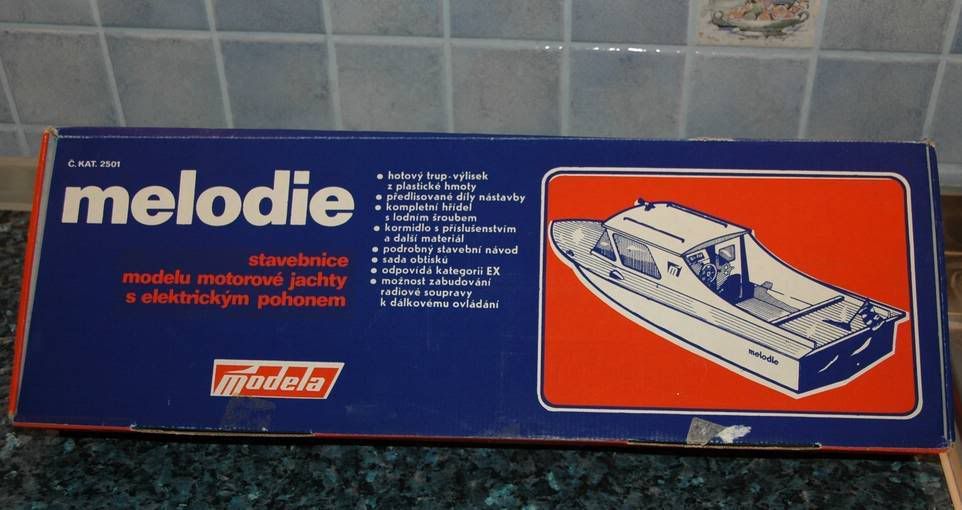 Č. KAT. 2501
melodie
stavebnice
modelu motorové jachty
s elektrickým pohonem
modela
• hotový trup-výlisek
z plastické hmoty
• předlisované díly nástavby
• kompletní hřídel
s lodním šroubem
• kormidlo s příslušenstvím
a další materiál
• podrobný stavební návod
• sada obtisků
• odpovídá kategorii EX
• možnost zabudování
radiové soupravy
k dálkovému ovládání
melodie